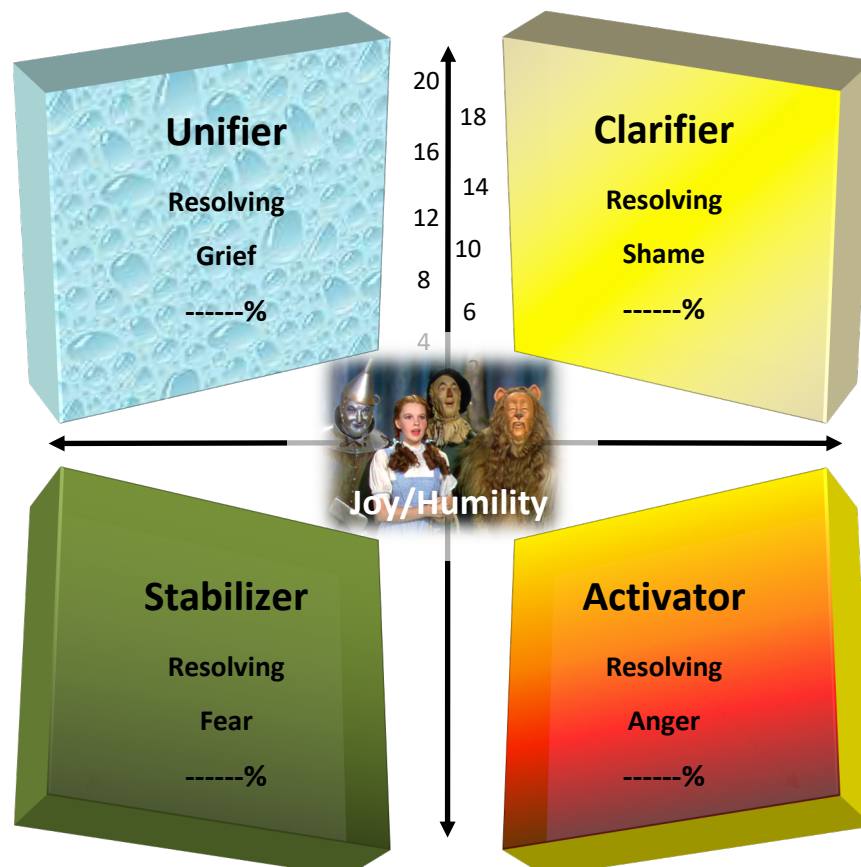 Unifier
Resolving
Grief
------%
Clarifier
Resolving
Shame
------%
20
18
16
14
12
10
8
6
4
2
Joy/Humility
Stabilizer
Resolving
Fear
------%
Activator
Resolving
Anger
------%